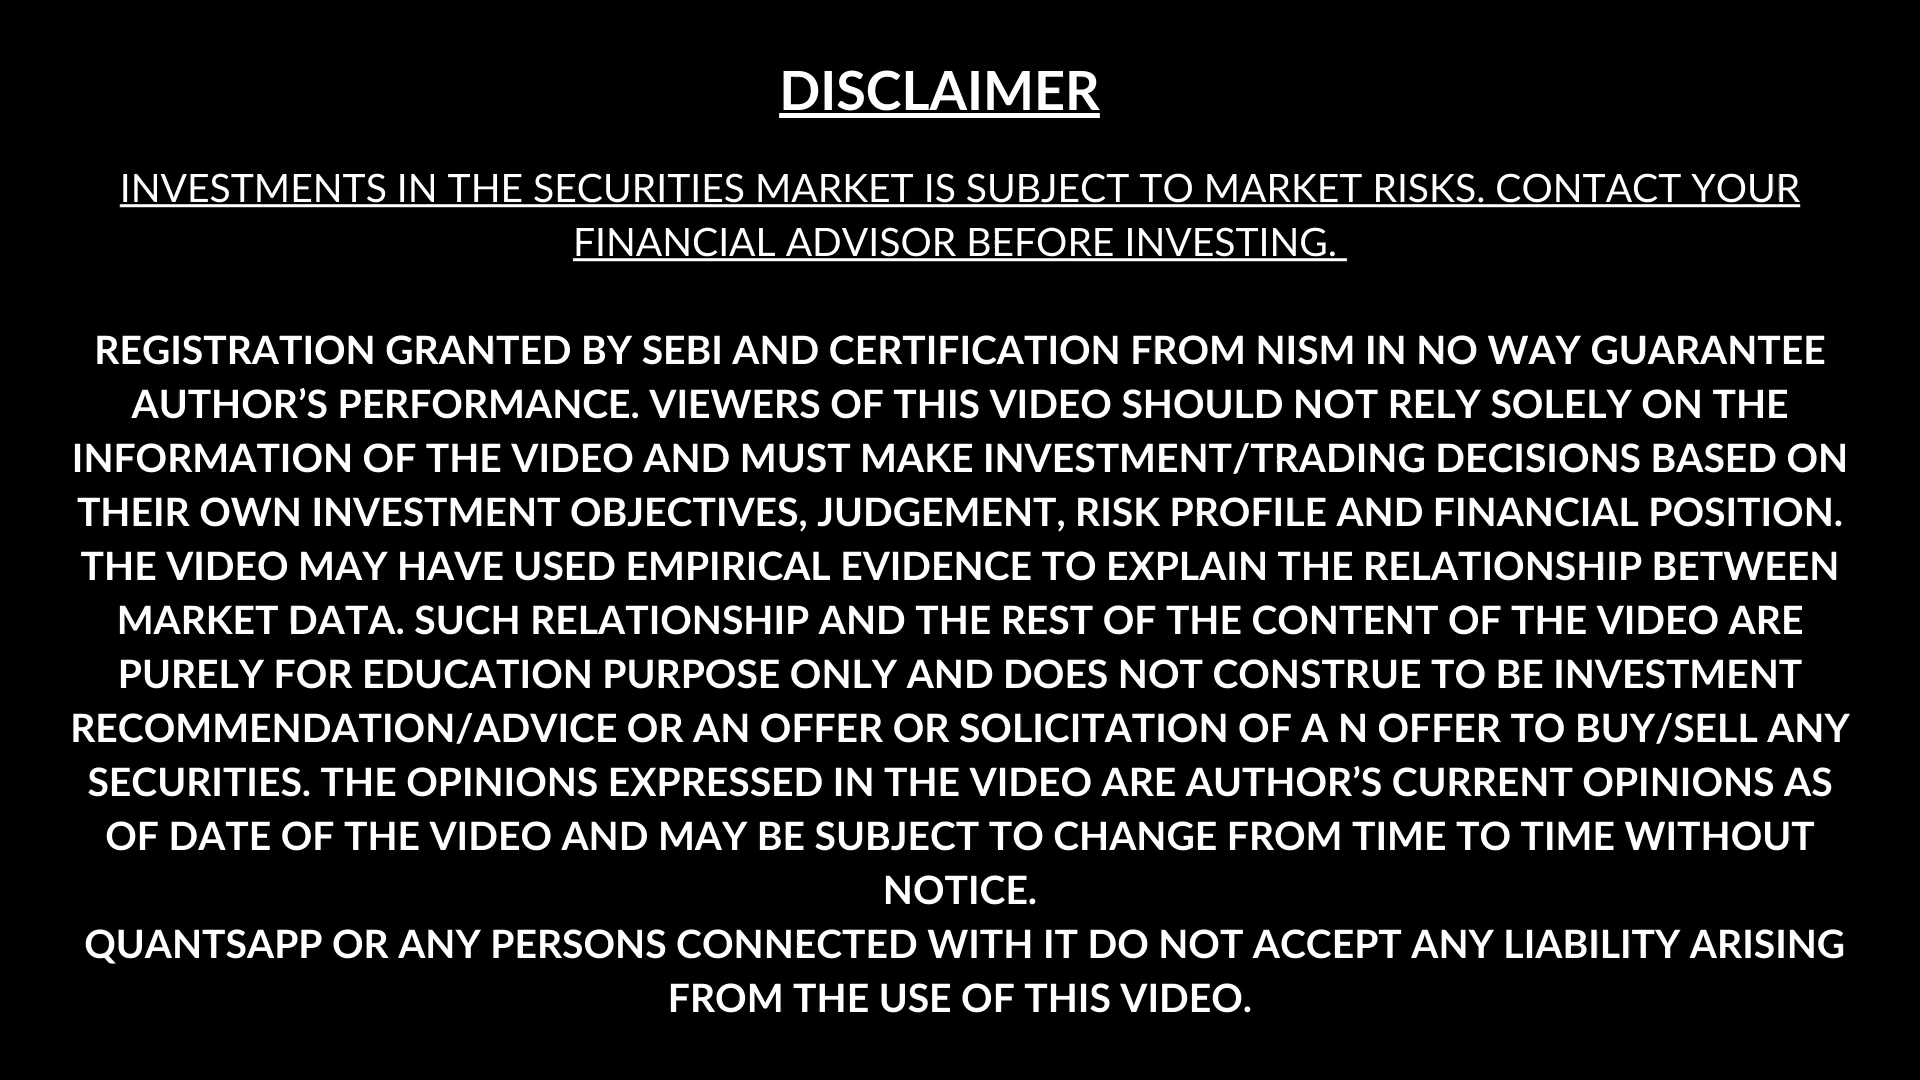 DISCLAIMER
INVESTMENTS IN THE SECURITIES MARKET IS SUBJECT TO MARKET RISKS. CONTACT YOUR
FINANCIAL ADVISOR BEFORE INVESTING.
REGISTRATION GRANTED BY SEBI AND CERTIFICATION FROM NISM IN NO WAY GUARANTEE
AUTHOR’S PERFORMANCE. VIEWERS OF THIS VIDEO SHOULD NOT RELY SOLELY ON THE
INFORMATION OF THE VIDEO AND MUST MAKE INVESTMENT/TRADING DECISIONS BASED ON
THEIR OWN INVESTMENT OBJECTIVES, JUDGEMENT, RISK PROFILE AND FINANCIAL POSITION.
THE VIDEO MAY HAVE USED EMPIRICAL EVIDENCE TO EXPLAIN THE RELATIONSHIP BETWEEN
MARKET DATA. SUCH RELATIONSHIP AND THE REST OF THE CONTENT OF THE VIDEO ARE
PURELY FOR EDUCATION PURPOSE ONLY AND DOES NOT CONSTRUE TO BE INVESTMENT
RECOMMENDATION/ADVICE OR AN OFFER OR SOLICITATION OF A N OFFER TO BUY/SELL ANY
SECURITIES. THE OPINIONS EXPRESSED IN THE VIDEO ARE AUTHOR’S CURRENT OPINIONS AS
OF DATE OF THE VIDEO AND MAY BE SUBJECT TO CHANGE FROM TIME TO TIME WITHOUT
NOTICE.
QUANTSAPP OR ANY PERSONS CONNECTED WITH IT DO NOT ACCEPT ANY LIABILITY ARISING
FROM THE USE OF THIS VIDEO.